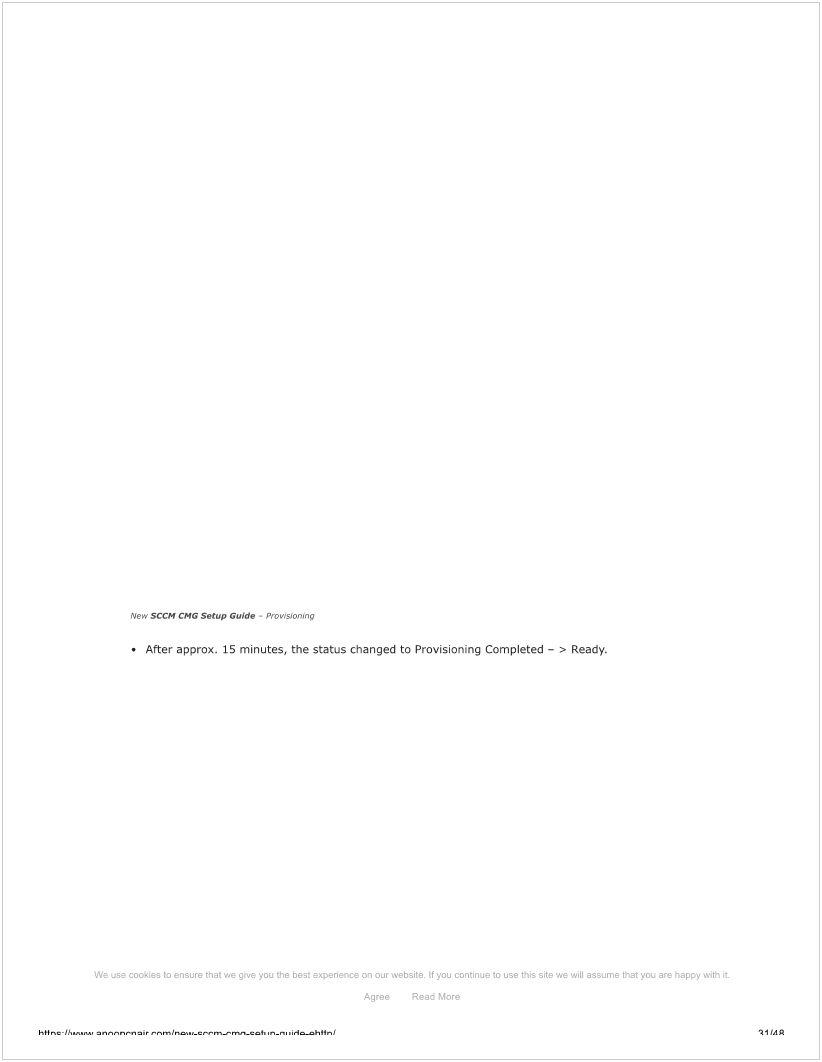 New SCCM CMG Setup Guide – Provisioning
• After approx. 15 minutes, the status changed to Provisioning Completed – > Ready.
We use cookies to ensure that we give you the best experience on our website. If you continue to use this site we will assume that you are happy with it.
Agree Read More
https://www.anoopcnair.com/new-sccm-cmg-setup-guide-ehttp/ 31/48